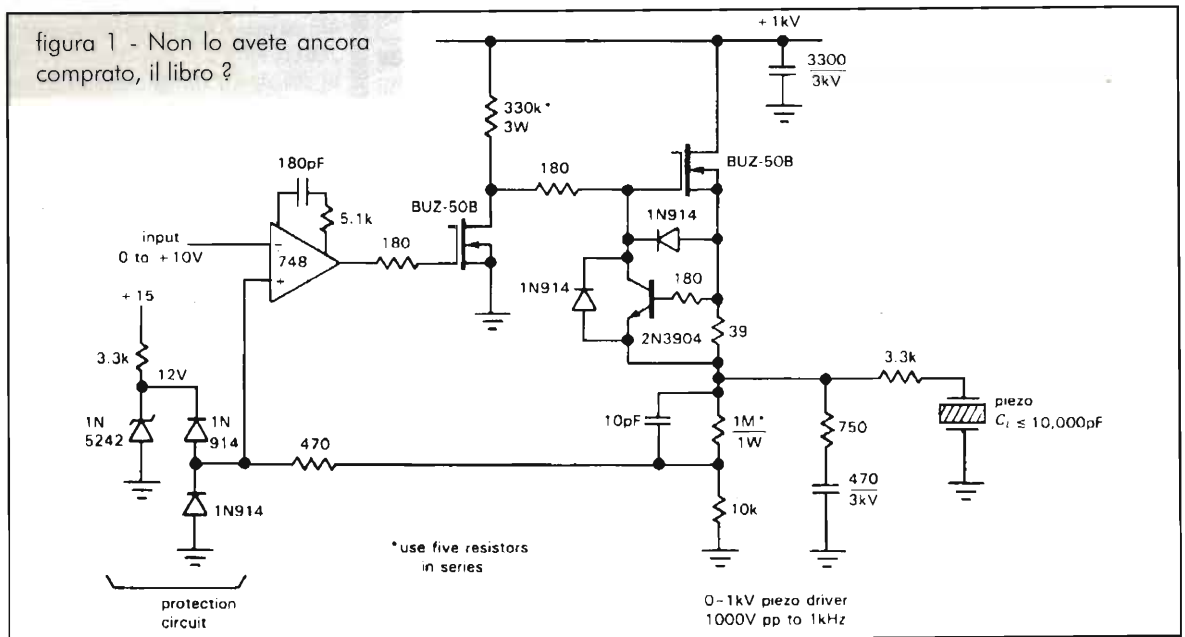 figura 1 - Non lo avete ancora
comprato, il libro ?
+ 1kV
3300
3kV
330k*
3W
180pF
5.1k
180
BUZ-50B
BUZ-50B
1N914
input
0 to +10V
−
748
+
180
1N914
180
2N3904
39
+ 15
3.3k
12V
1N
5242
1N
914
470
10pF
1M*
1W
3.3k
piezo
CL ≤ 10,000pF
750
470
3kV
1N914
10k
*use five resistors
in series
protection
circuit
0–1kV piezo driver
1000V pp to 1kHz